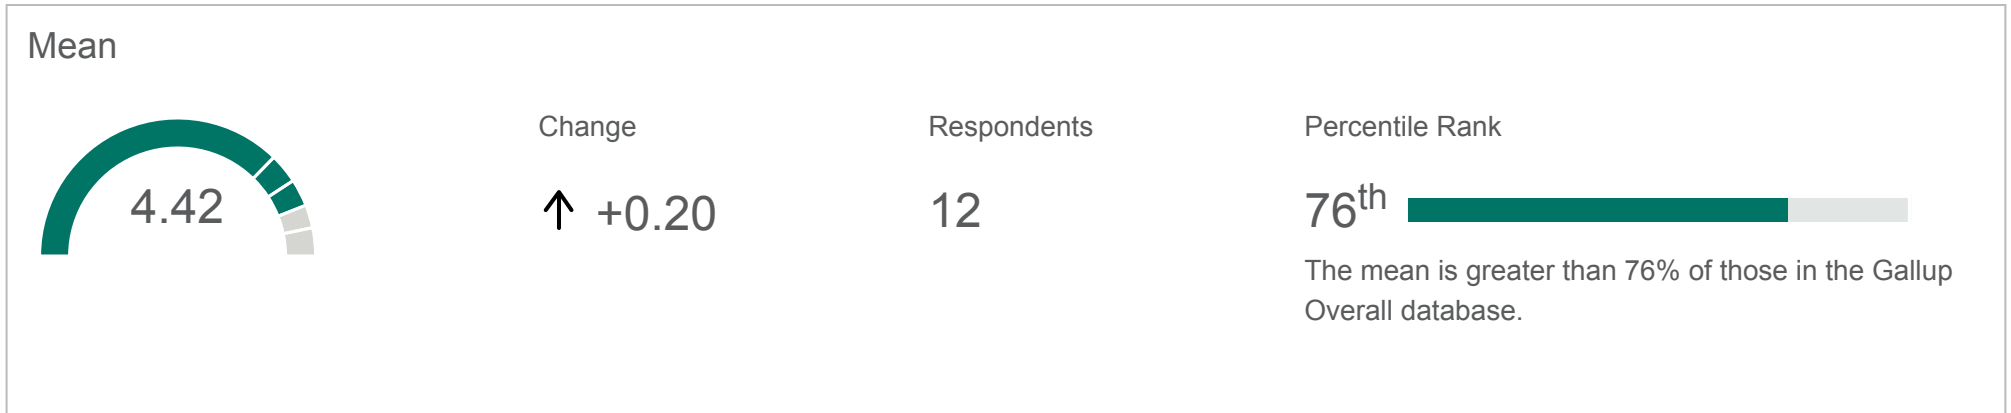 Mean
4.42
Change
↑ +0.20
Respondents
12
Percentile Rank
76th
The mean is greater than 76% of those in the Gallup
Overall database.